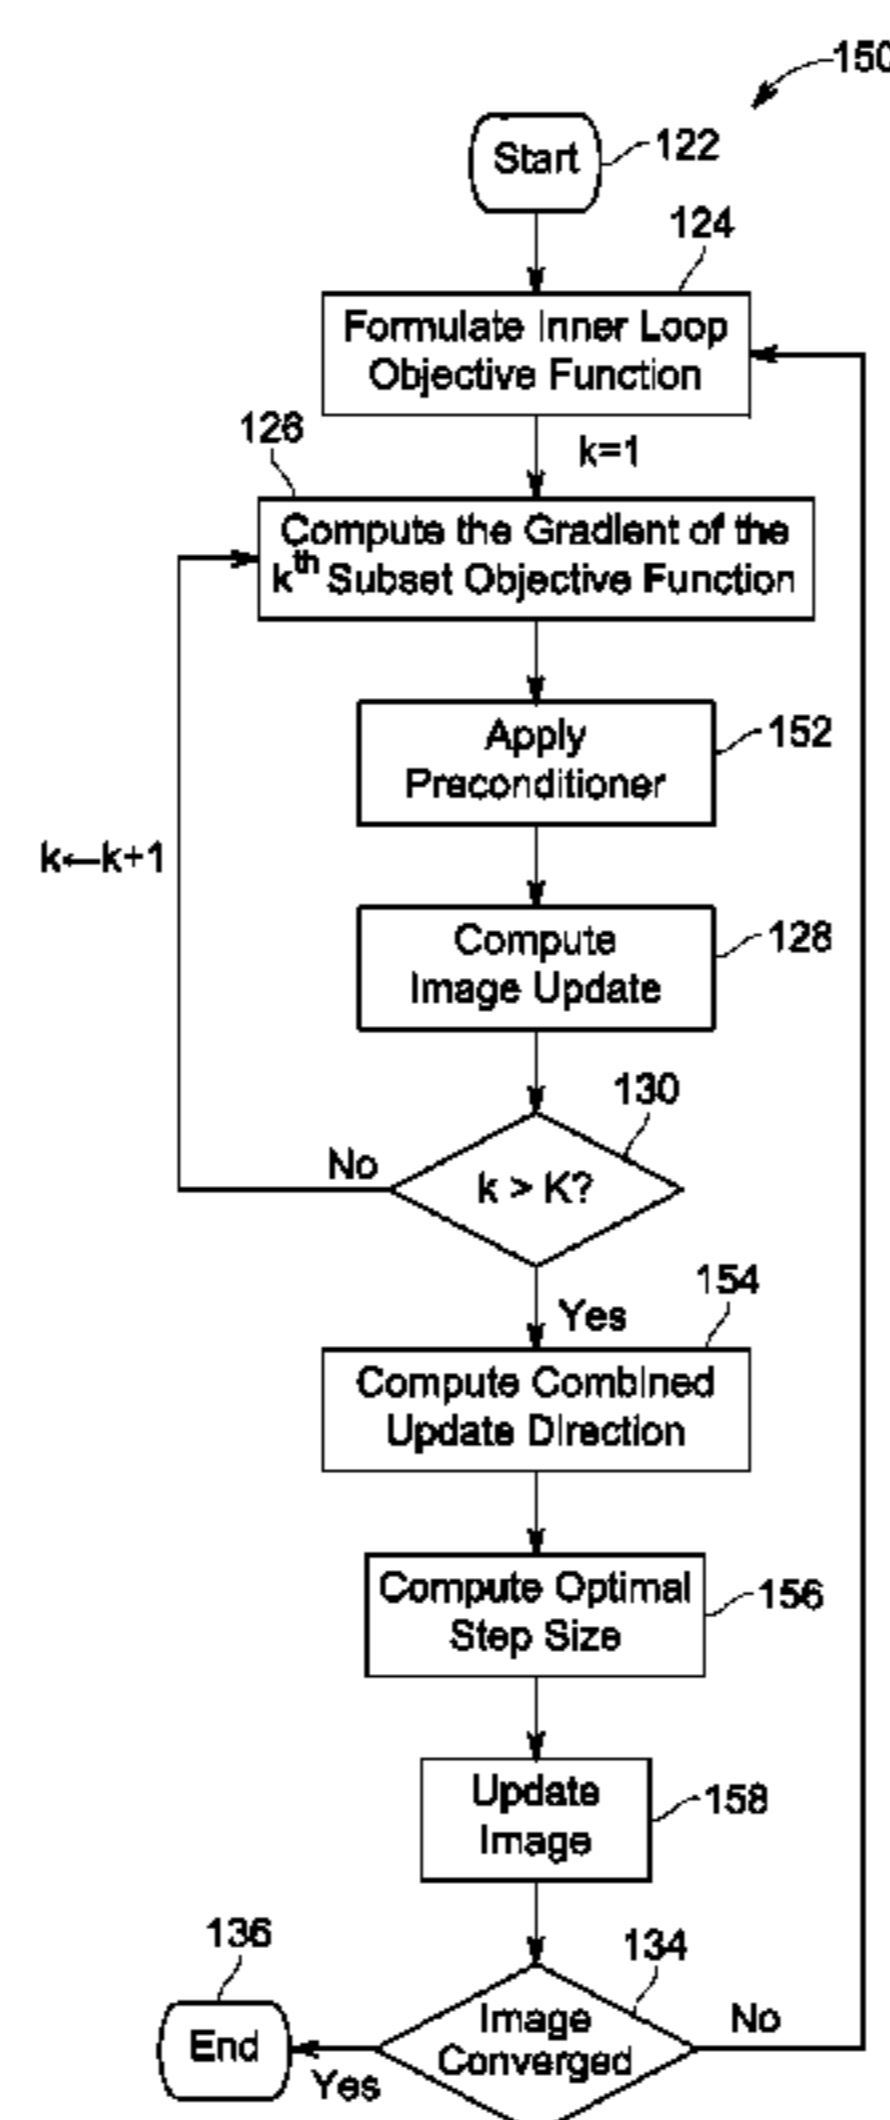 150
Start
122
124
Formulate Inner Loop
Objective Function
126
k=1
Compute the Gradient of the
kth Subset Objective Function
Apply
Preconditioner
152
k←k+1
Compute
Image Update
128
130
No
k > K?
154
Yes
Compute Combined
Update Direction
Compute Optimal
Step Size
156
Update
Image
158
136
134
End
Image
Converged
No
Yes